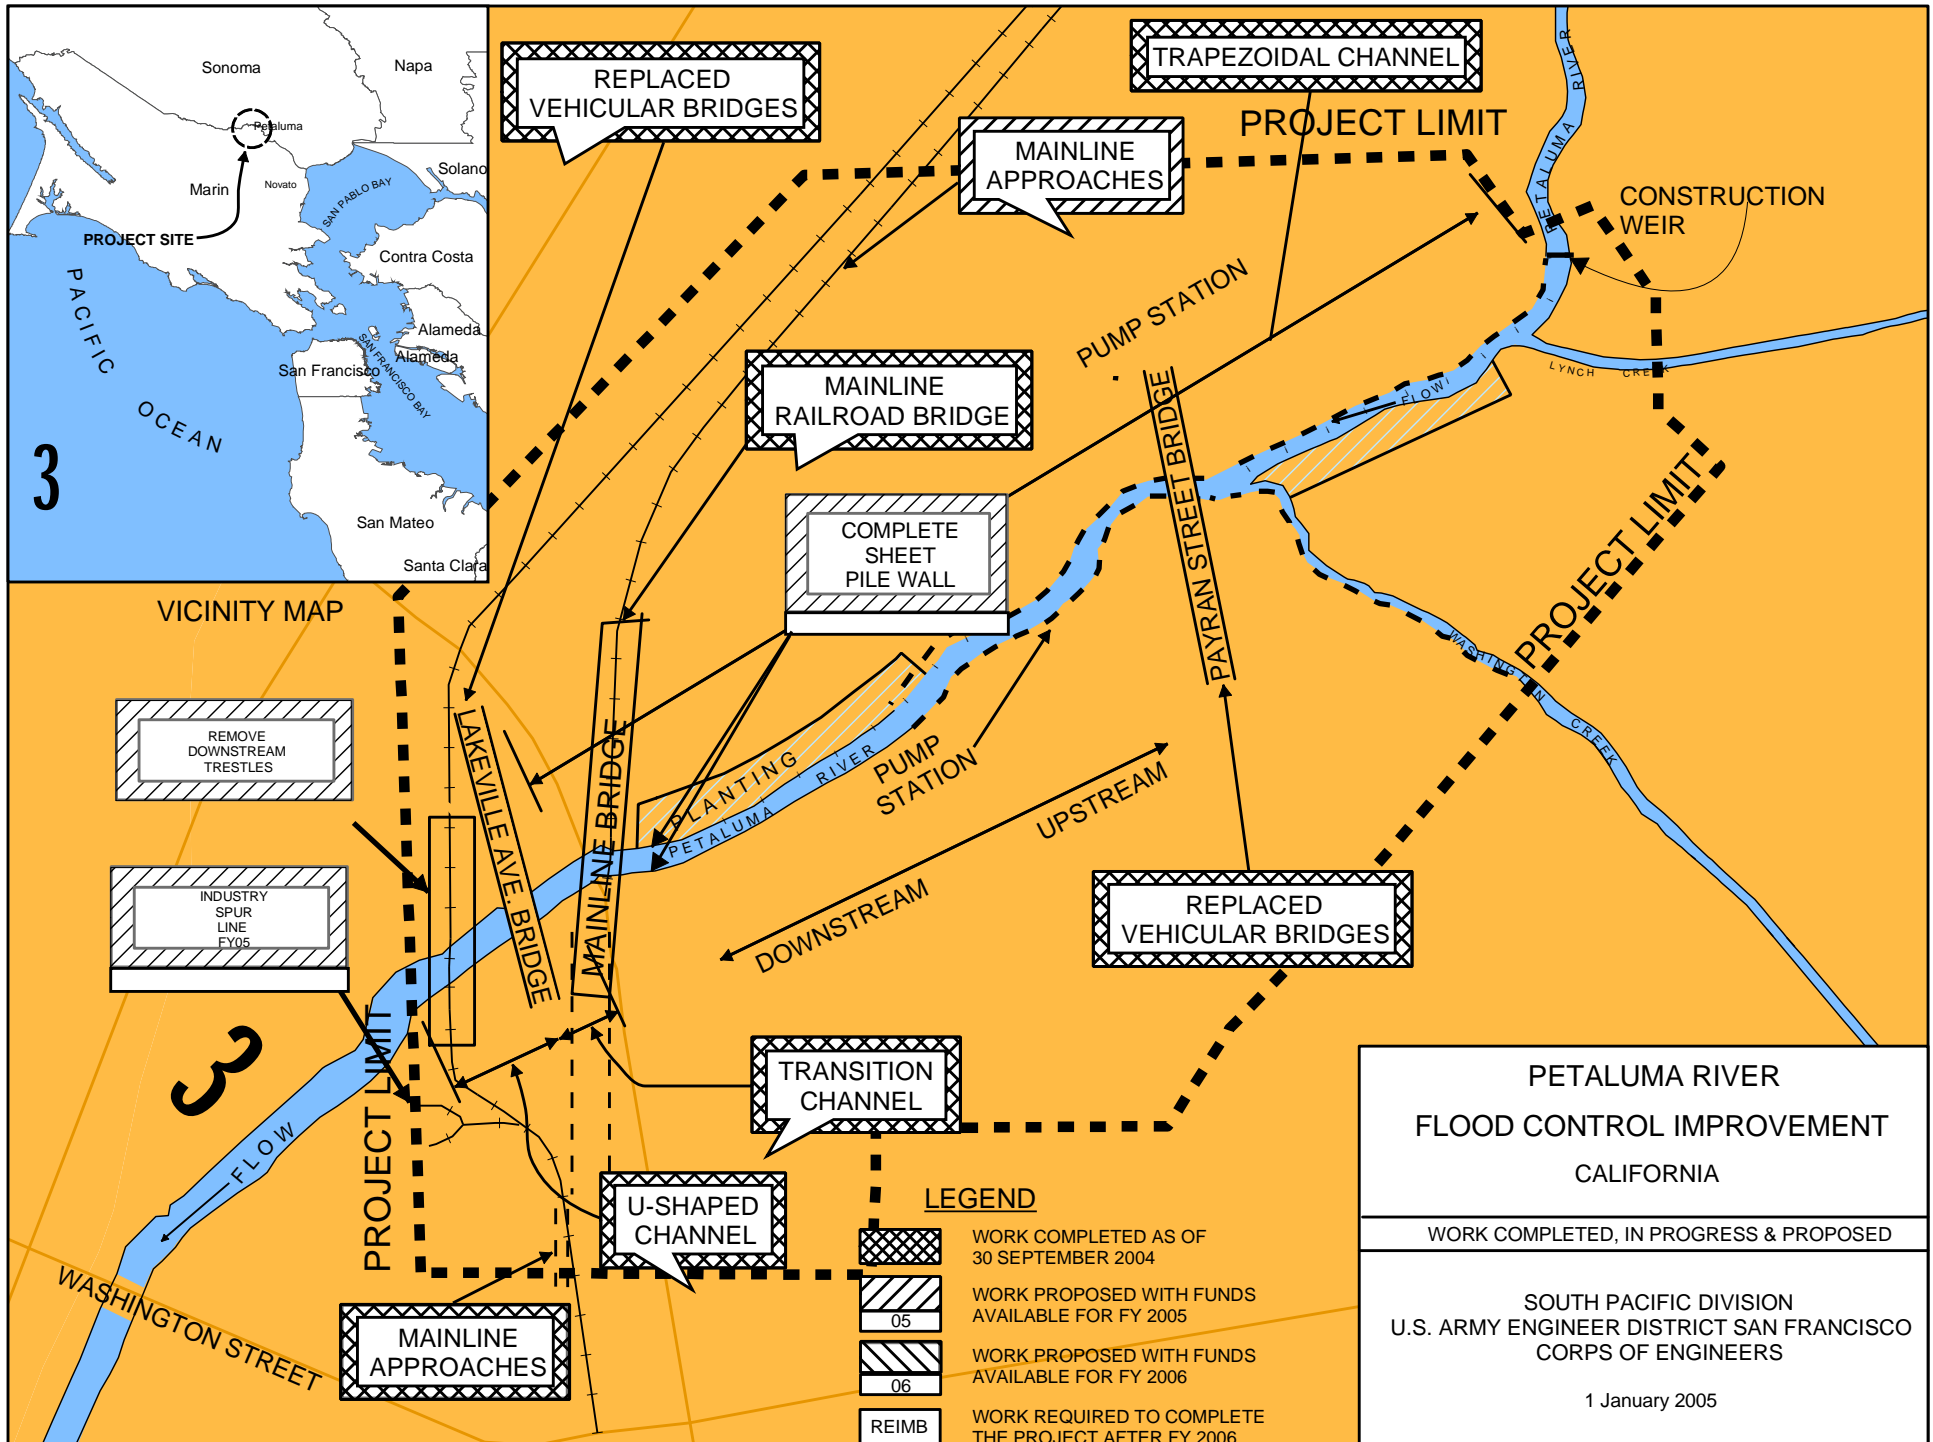 Sonoma
Napa
Petaluma
Solano
Marin
Novato
SAN PABLO BAY
PROJECT SITE
Contra Costa
PACIFIC
OCEAN
Alameda
Alameda
SAN FRANCISCO BAY
San Francisco
San Mateo
Santa Clara
3
VICINITY MAP
REPLACED
VEHICULAR BRIDGES
TRAPEZOIDAL CHANNEL
PROJECT LIMIT
MAINLINE
APPROACHES
PETALUMA RIVER
CONSTRUCTION
WEIR
PUMP STATION
LYNCH CREEK
FLOW
MAINLINE
RAILROAD BRIDGE
PAYRAN STREET BRIDGE
COMPLETE
SHEET
PILE WALL
PROJECT LIMIT
WASHINGTON CREEK
REMOVE
DOWNSTREAM
TRESTLES
LAKEVILLE AVE. BRIDGE
MAINLINE BRIDGE
PLANTING
PETALUMA RIVER
PUMP
STATION
UPSTREAM
DOWNSTREAM
INDUSTRY
SPUR
LINE
FY05
REPLACED
VEHICULAR BRIDGES
3
PROJECT LIMIT
FLOW
TRANSITION
CHANNEL
U-SHAPED
CHANNEL
WASHINGTON STREET
MAINLINE
APPROACHES
LEGEND
WORK COMPLETED AS OF
30 SEPTEMBER 2004
WORK PROPOSED WITH FUNDS
AVAILABLE FOR FY 2005
05
WORK PROPOSED WITH FUNDS
AVAILABLE FOR FY 2006
06
REIMB
WORK REQUIRED TO COMPLETE
THE PROJECT AFTER FY 2006
PETALUMA RIVER
FLOOD CONTROL IMPROVEMENT
CALIFORNIA
WORK COMPLETED, IN PROGRESS & PROPOSED
SOUTH PACIFIC DIVISION
U.S. ARMY ENGINEER DISTRICT SAN FRANCISCO
CORPS OF ENGINEERS
1 January 2005